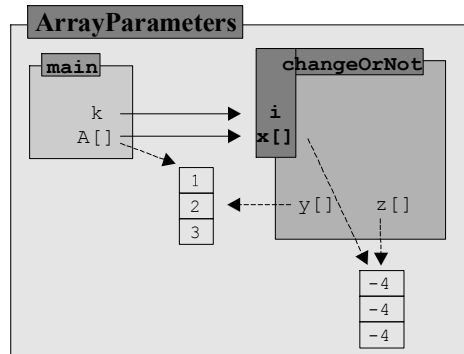 ArrayParameters
main
changeOrNot
k
i
A[]
x[]
1
2
3
y[]
z[]
-4
-4
-4